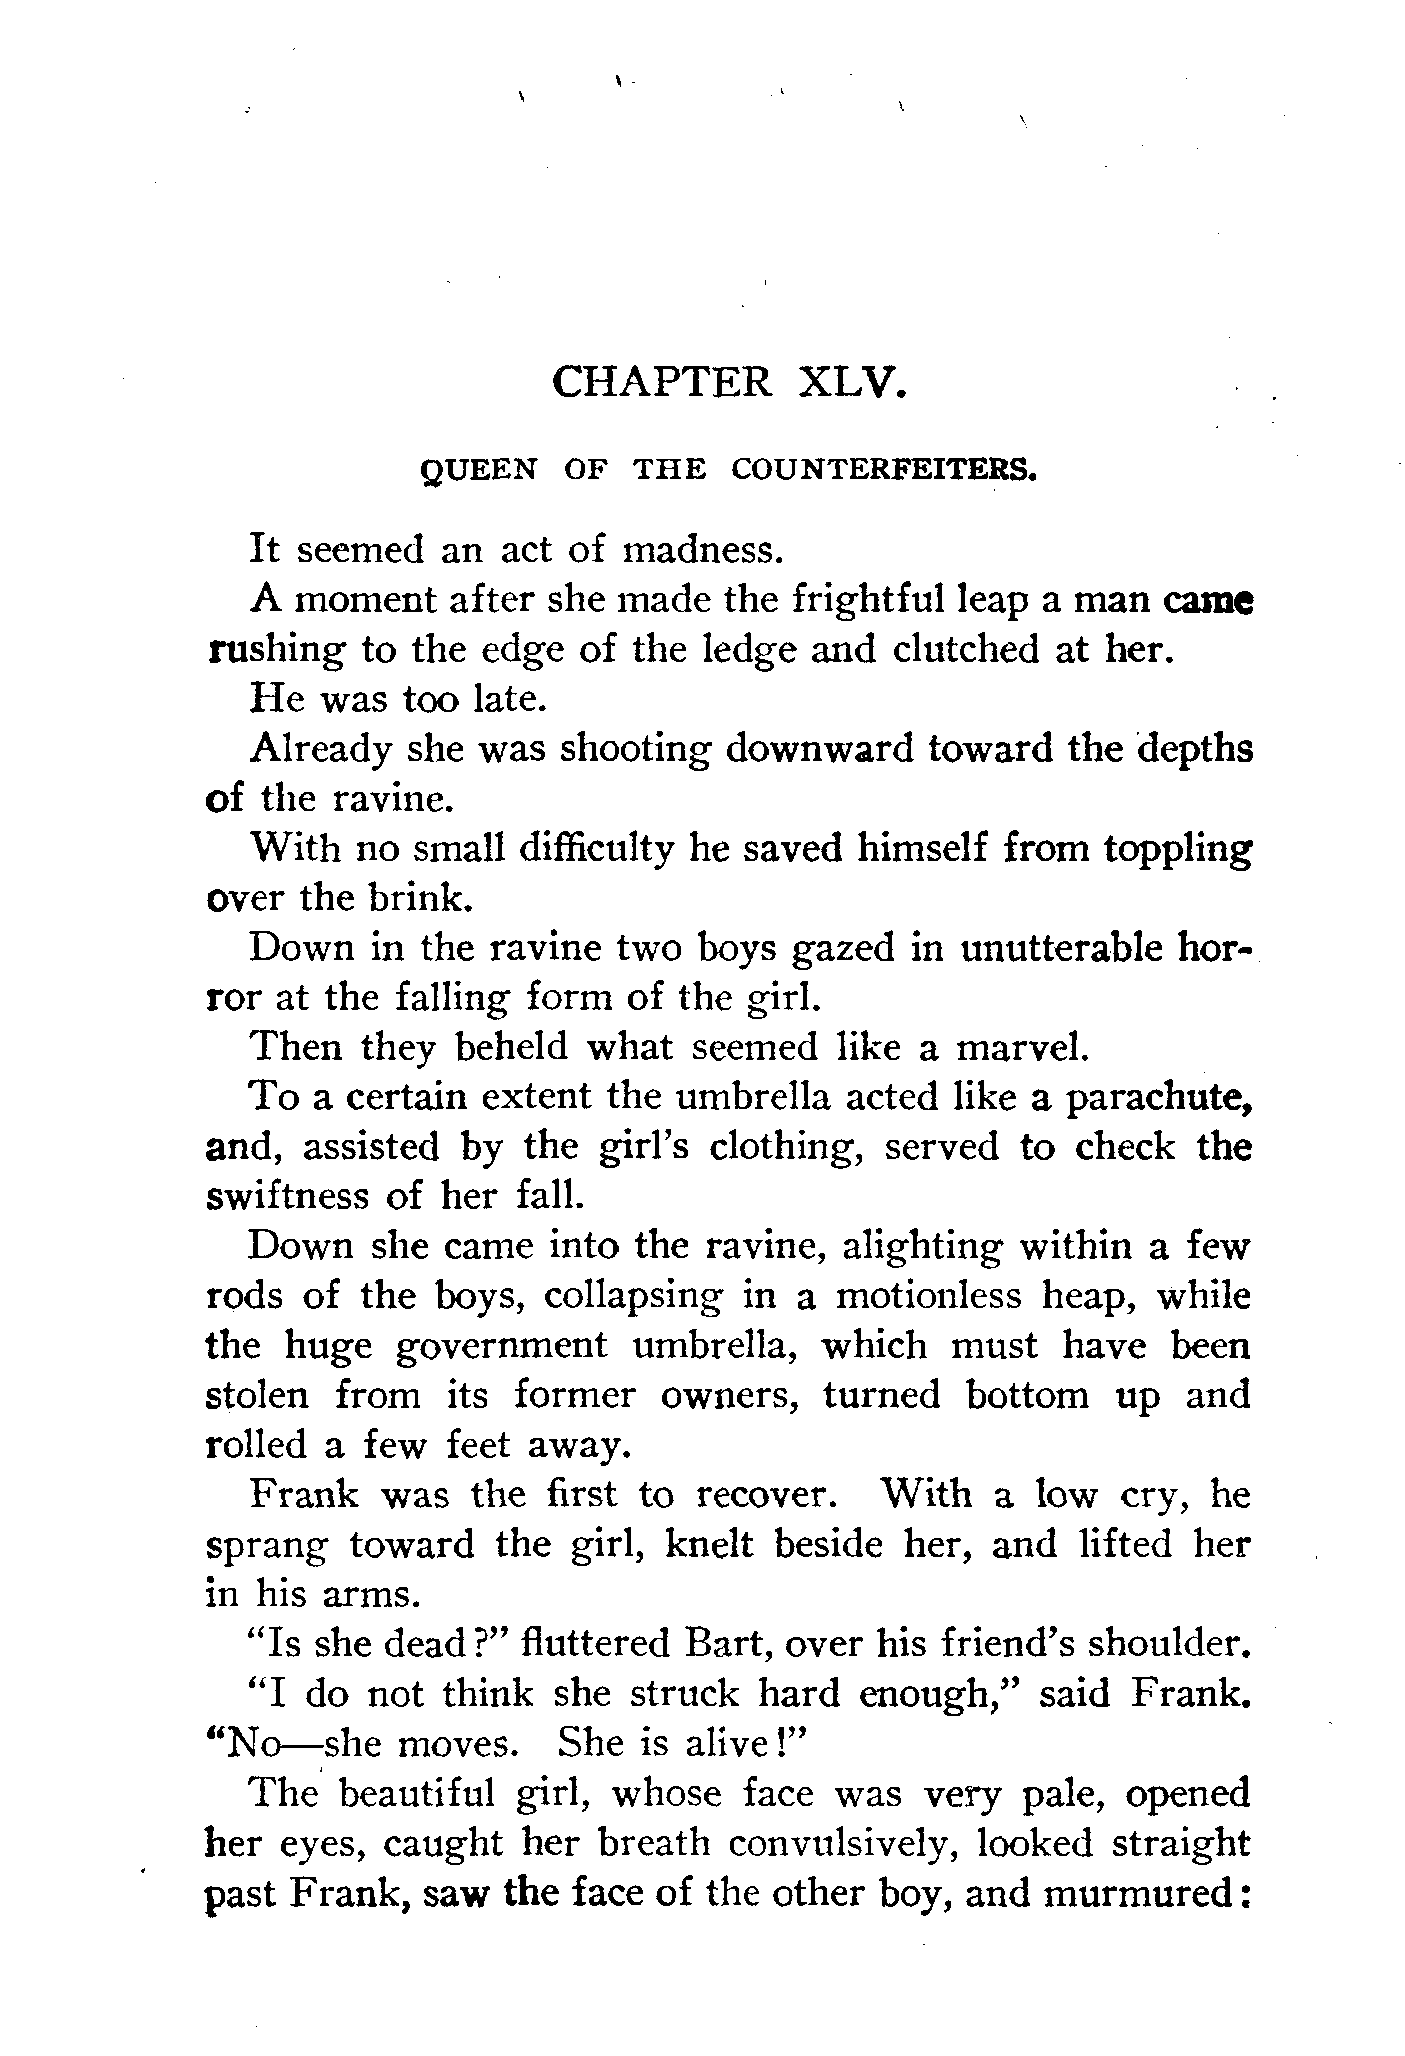 CHAPTER XLV.
QUEEN OF THE COUNTERFEITERS.
It seemed an act of madness.
A moment after she made the frightful leap a man came
rushing to the edge of the ledge and clutched at her.
He was too late.
Already she was shooting downward toward the depths
of the ravine.
With no small difficulty he saved himself from toppling
over the brink.
Down in the ravine two boys gazed in unutterable hor-
ror at the falling form of the girl.
Then they beheld what seemed like a marvel.
To a certain extent the umbrella acted like a parachute,
and, assisted by the girl's clothing, served to check the
swiftness of her fall.
Down she came into the ravine, alighting within a few
rods of the boys, collapsing in a motionless heap, while
the huge government umbrella, which must have been
stolen from its former owners, turned bottom up and
rolled a few feet away.
Frank was the first to recover. With a low cry, he
sprang toward the girl, knelt beside her, and lifted her
in his arms.
"Is she dead?" fluttered Bart, over his friend's shoulder.
"I do not think she struck hard enough," said Frank.
"No—she moves. She is alive!"
The beautiful girl, whose face was very pale, opened
her eyes, caught her breath convulsively, looked straight
past Frank, saw the face of the other boy, and murmured: